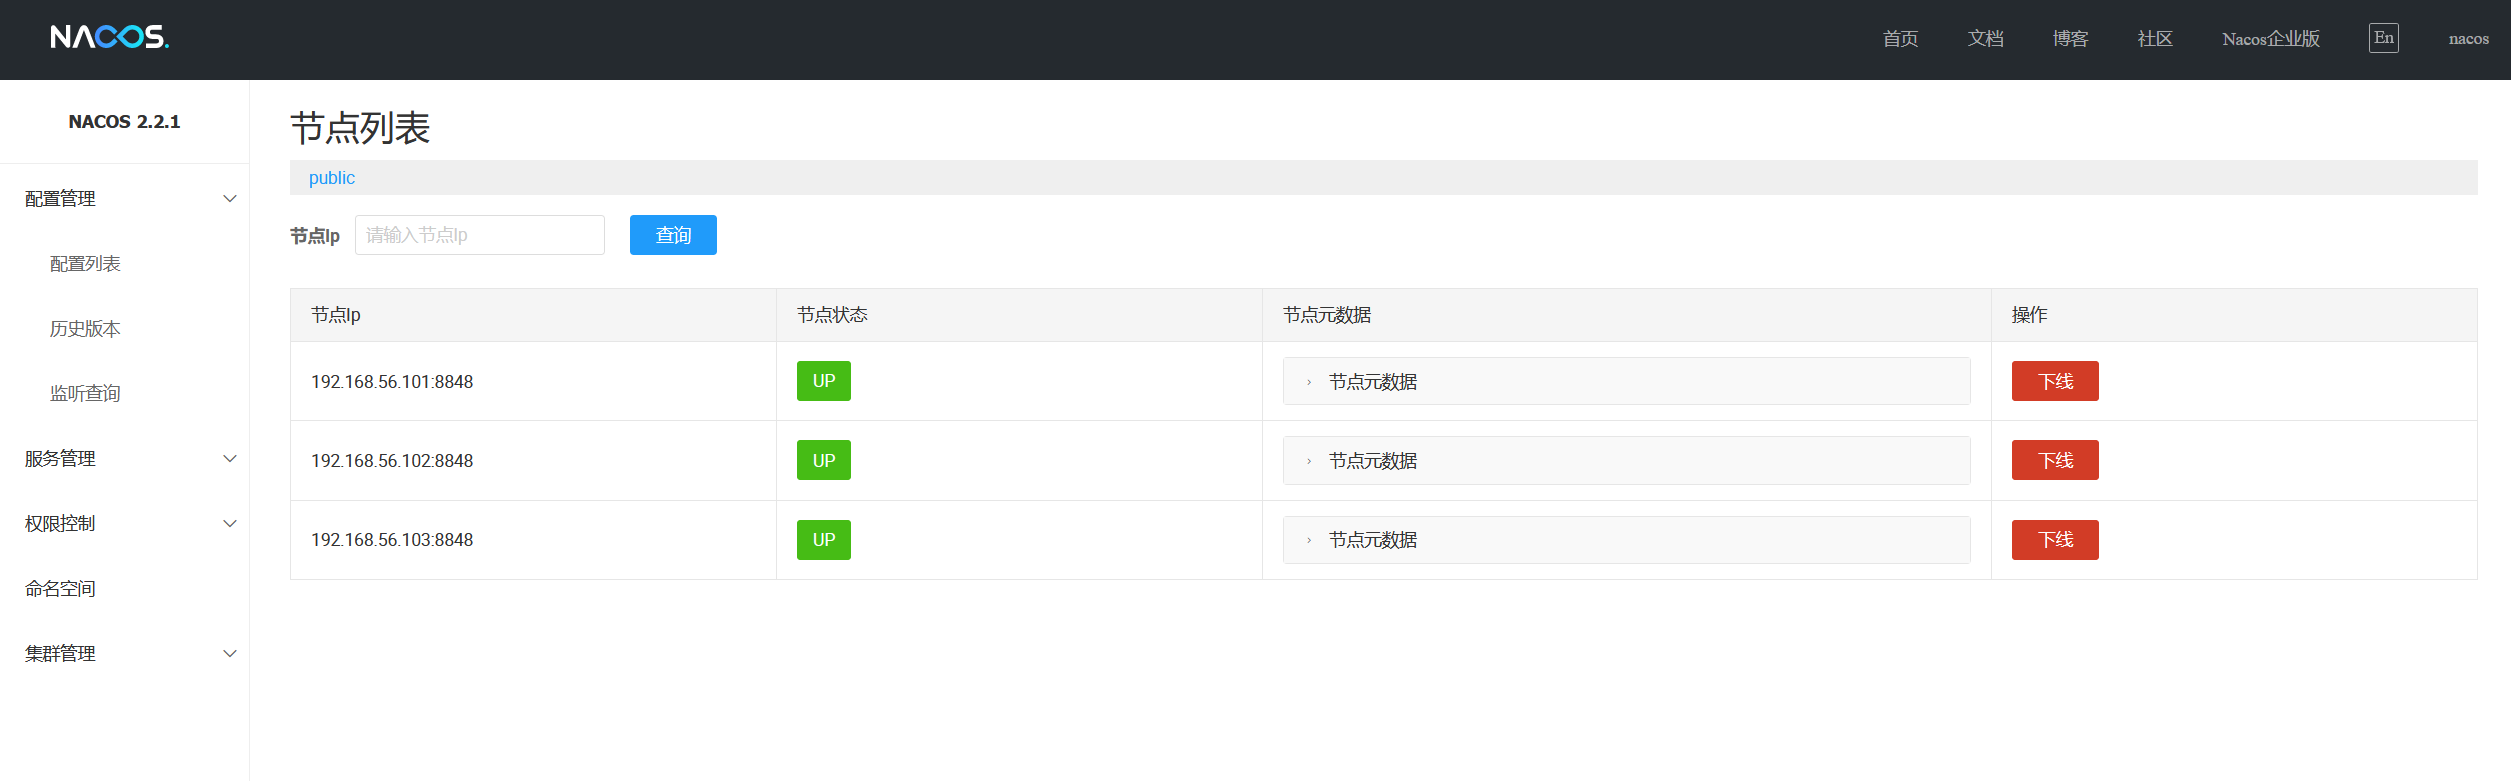 NACOS.
首页 文档 博客 社区 Nacos企业版 En nacos
NACOS 2.2.1
配置管理
配置列表
历史版本
监听查询
服务管理
权限控制
命名空间
集群管理
节点列表
public
节点Ip 请输入节点Ip 查询
节点Ip 节点状态 节点元数据 操作
192.168.56.101:8848 UP 节点元数据 下线
192.168.56.102:8848 UP 节点元数据 下线
192.168.56.103:8848 UP 节点元数据 下线